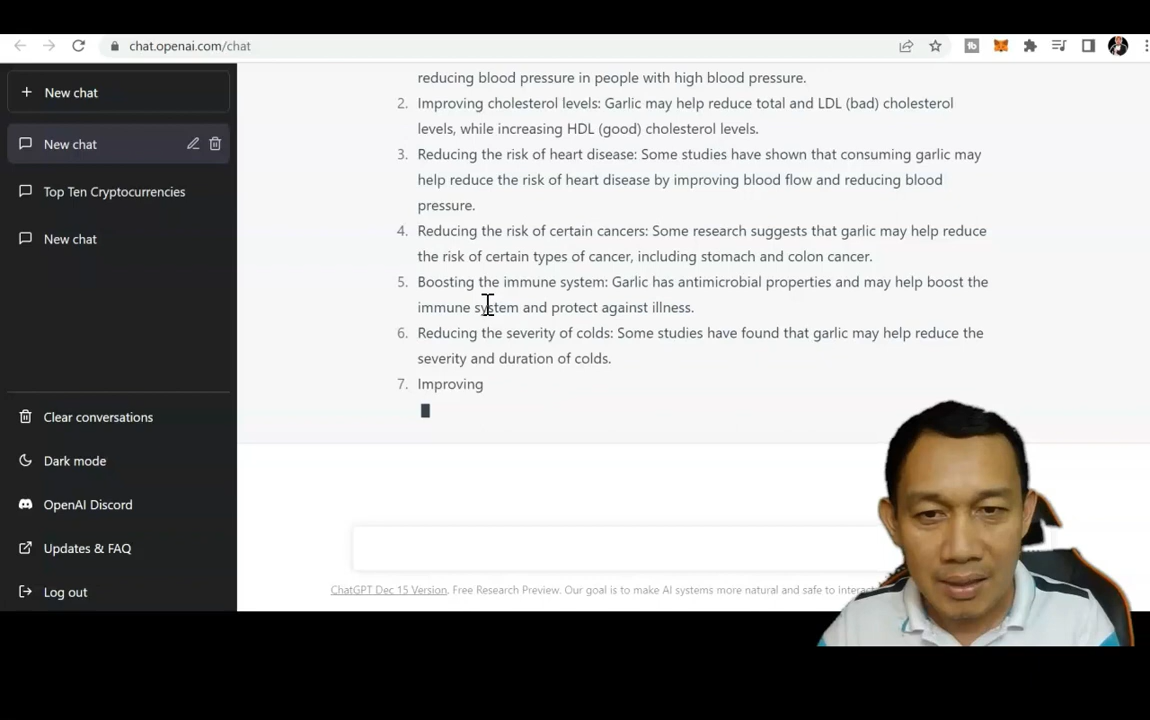 chat.openai.com/chat
New chat
New chat
Top Ten Cryptocurrencies
New chat
Clear conversations
Dark mode
OpenAI Discord
Updates & FAQ
Log out
reducing blood pressure in people with high blood pressure.
2. Improving cholesterol levels: Garlic may help reduce total and LDL (bad) cholesterol
levels, while increasing HDL (good) cholesterol levels.
3. Reducing the risk of heart disease: Some studies have shown that consuming garlic may
help reduce the risk of heart disease by improving blood flow and reducing blood
pressure.
4. Reducing the risk of certain cancers: Some research suggests that garlic may help reduce
the risk of certain types of cancer, including stomach and colon cancer.
5. Boosting the immune system: Garlic has antimicrobial properties and may help boost the
immune system and protect against illness.
6. Reducing the severity of colds: Some studies have found that garlic may help reduce the
severity and duration of colds.
7. Improving
ChatGPT Dec 15 Version. Free Research Preview. Our goal is to make AI systems more natural and safe to